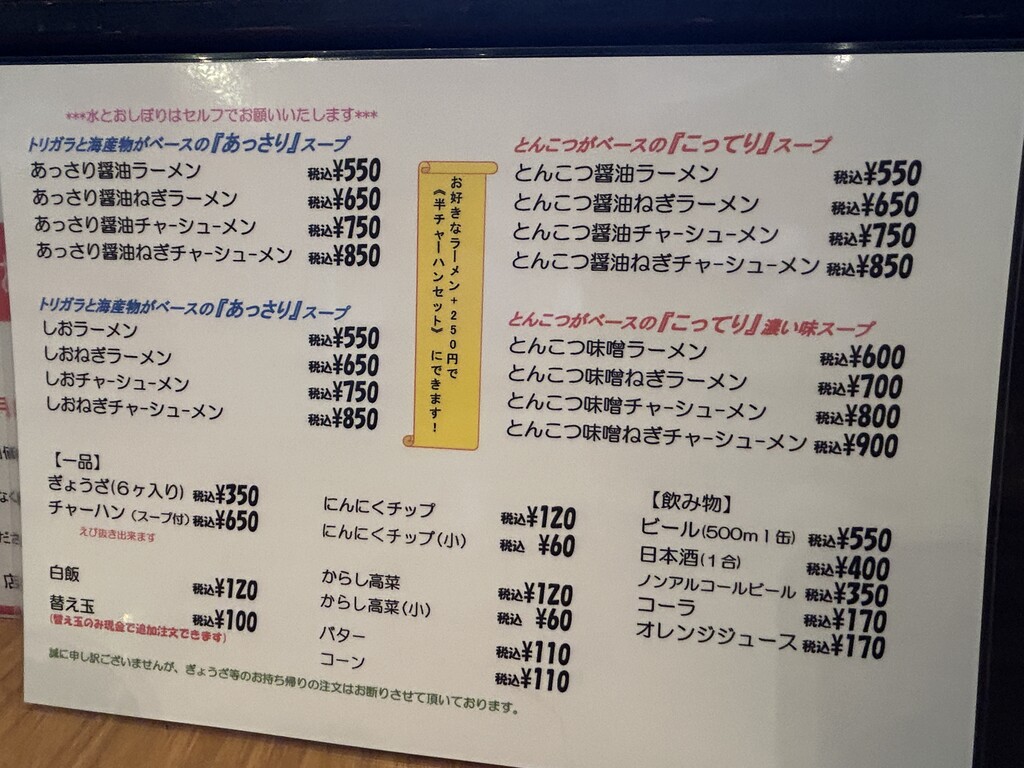 ***水とおしぼりはセルフでお願いいたします***
トリガラと海産物がベースの『あっさり』スープ
あっさり醤油ラーメン 税込¥550
あっさり醤油ねぎラーメン 税込¥650
あっさり醤油チャーシューメン 税込¥750
あっさり醤油ねぎチャーシューメン 税込¥850
トリガラと海産物がベースの『あっさり』スープ
しおラーメン 税込¥550
しおねぎラーメン 税込¥650
しおチャーシューメン 税込¥750
しおねぎチャーシューメン 税込¥850
お好きなラーメン+250円で
《半チャーハンセット》にできます!
とんこつがベースの『こってり』スープ
とんこつ醤油ラーメン 税込¥550
とんこつ醤油ねぎラーメン 税込¥650
とんこつ醤油チャーシューメン 税込¥750
とんこつ醤油ねぎチャーシューメン 税込¥850
とんこつがベースの『こってり』濃い味スープ
とんこつ味噌ラーメン 税込¥600
とんこつ味噌ねぎラーメン 税込¥700
とんこつ味噌チャーシューメン 税込¥800
とんこつ味噌ねぎチャーシューメン 税込¥900
【一品】
ぎょうざ(6ヶ入り) 税込¥350
チャーハン(スープ付) 税込¥650
えび抜き出来ます
白飯 税込¥120
替え玉 税込¥100
(替え玉のみ現金で追加注文できます)
にんにくチップ 税込¥120
にんにくチップ(小) 税込 ¥60
からし高菜 税込¥120
からし高菜(小) 税込 ¥60
バター 税込¥110
コーン 税込¥110
【飲み物】
ビール(500ml缶) 税込¥550
日本酒(1合) 税込¥400
ノンアルコールビール 税込¥350
コーラ 税込¥170
オレンジジュース 税込¥170
誠に申し訳ございませんが、ぎょうざ等のお持ち帰りの注文はお断りさせて頂いております。